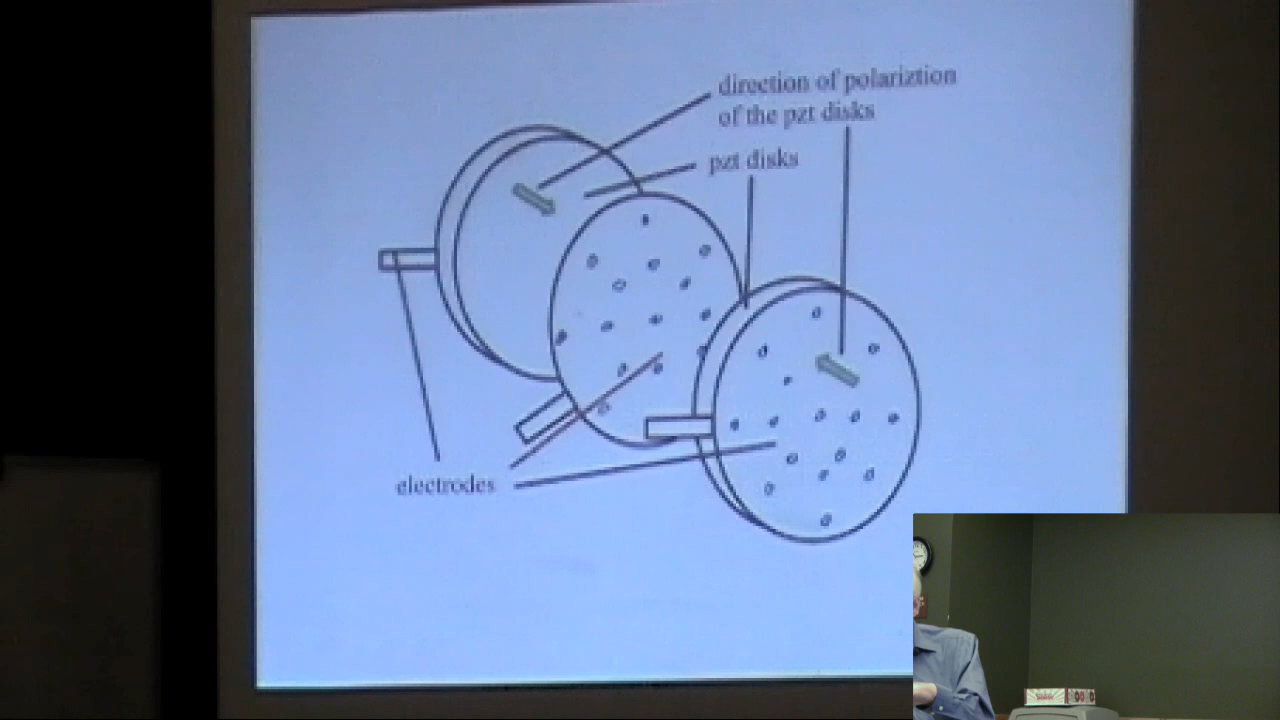 direction of polariztion
of the pzt disks
pzt disks
electrodes